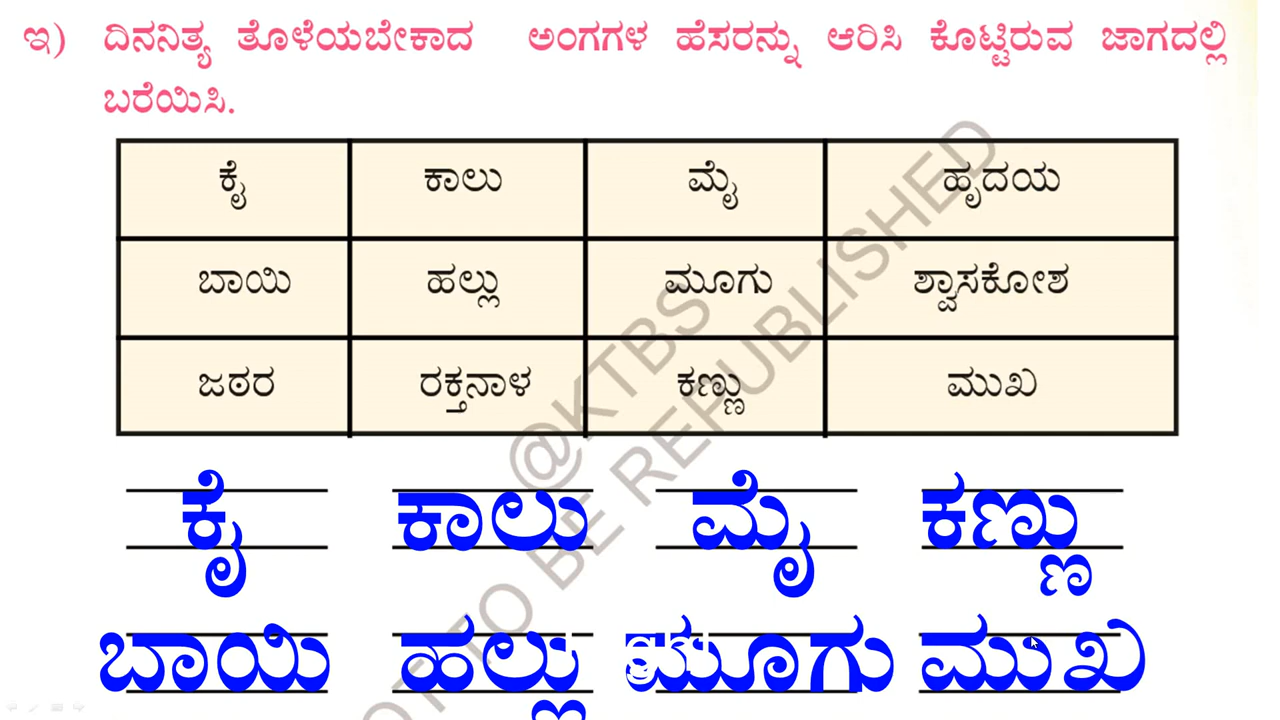 ಇ) ದಿನನಿತ್ಯ ತೊಳೆಯಬೇಕಾದ ಅಂಗಗಳ ಹೆಸರನ್ನು ಆರಿಸಿ ಕೊಟ್ಟಿರುವ ಜಾಗದಲ್ಲಿ
ಬರೆಯಿಸಿ.
ಕೈ ಕಾಲು ಮೈ ಹೃದಯ
ಬಾಯಿ ಹಲ್ಲು ಮೂಗು ಶ್ವಾಸಕೋಶ
ಜಠರ ರಕ್ತನಾಳ ಕಣ್ಣು ಮುಖ
@KTBS
NOT TO BE REPUBLISHED
ಕೈ ಕಾಲು ಮೈ ಕಣ್ಣು
ಬಾಯಿ ಹಲ್ಲು ಮೂಗು ಮುಖ